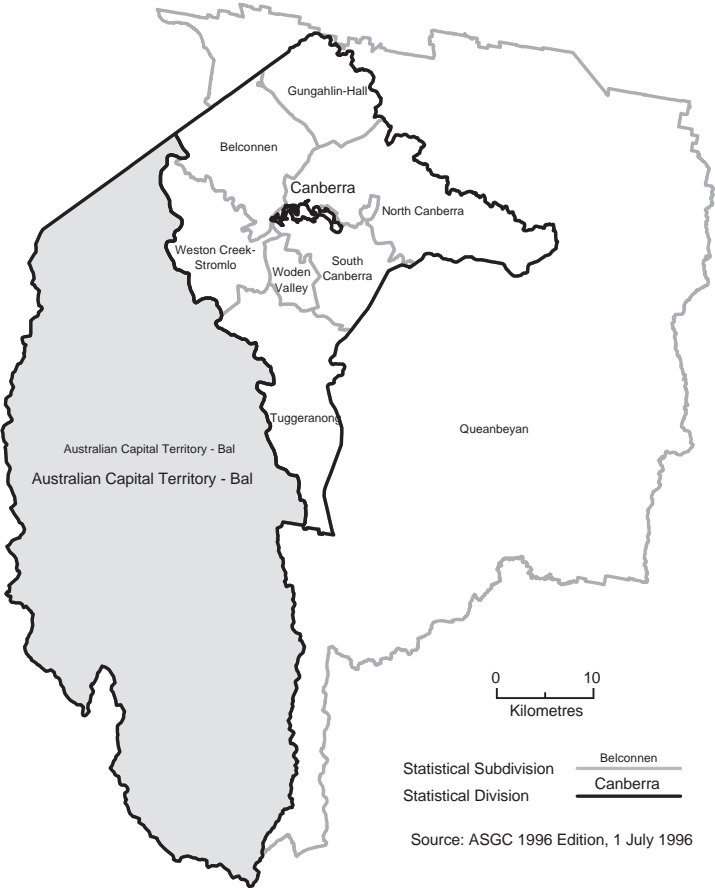 Gungahlin-Hall
Belconnen
Canberra
North Canberra
Weston Creek-
Stromlo
South
Canberra
Woden
Valley
Tuggeranong
Queanbeyan
Australian Capital Territory - Bal
Australian Capital Territory - Bal
0 10
Kilometres
Belconnen
Statistical Subdivision
Canberra
Statistical Division
Source: ASGC 1996 Edition, 1 July 1996